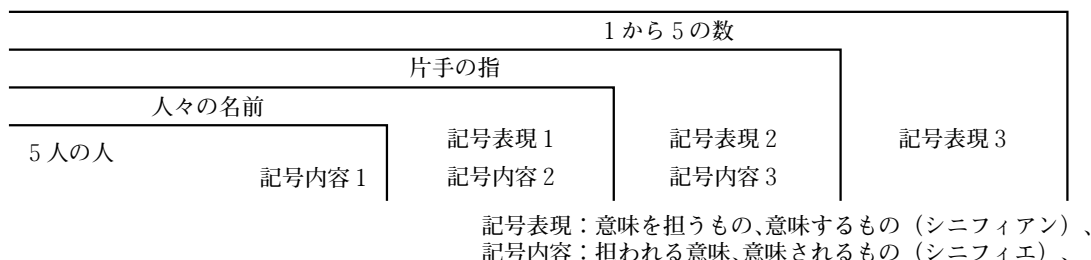 1から5の数
片手の指
人々の名前
5人の人
記号表現1
記号表現2
記号表現3
記号内容1
記号内容2
記号内容3
記号表現：意味を担うもの、意味するもの（シニフィアン）、
記号内容：担われる意味、意味されるもの（シニフィエ）、